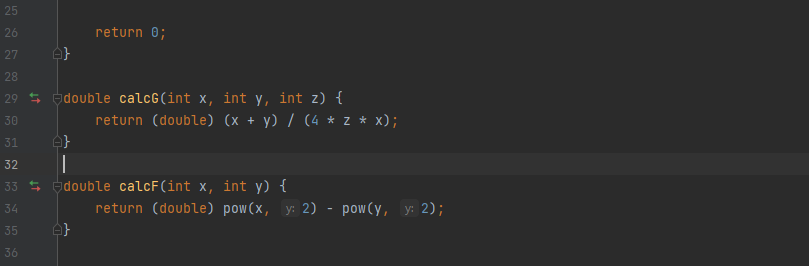 25
26 return 0;
27 }
28
29 double calcG(int x, int y, int z) {
30 return (double) (x + y) / (4 * z * x);
31 }
32
33 double calcF(int x, int y) {
34 return (double) pow(x, y: 2) - pow(y, y: 2);
35 }
36